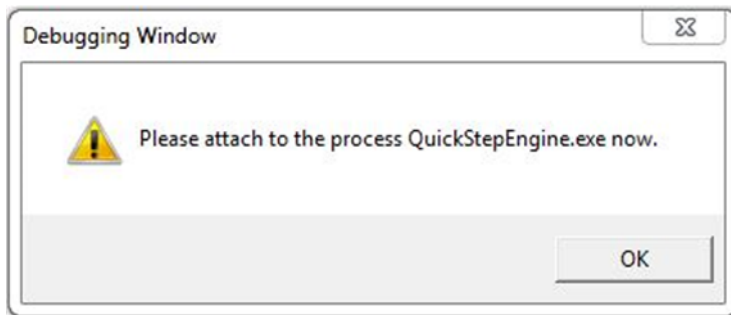 Debugging Window
Please attach to the process QuickStepEngine.exe now.
OK